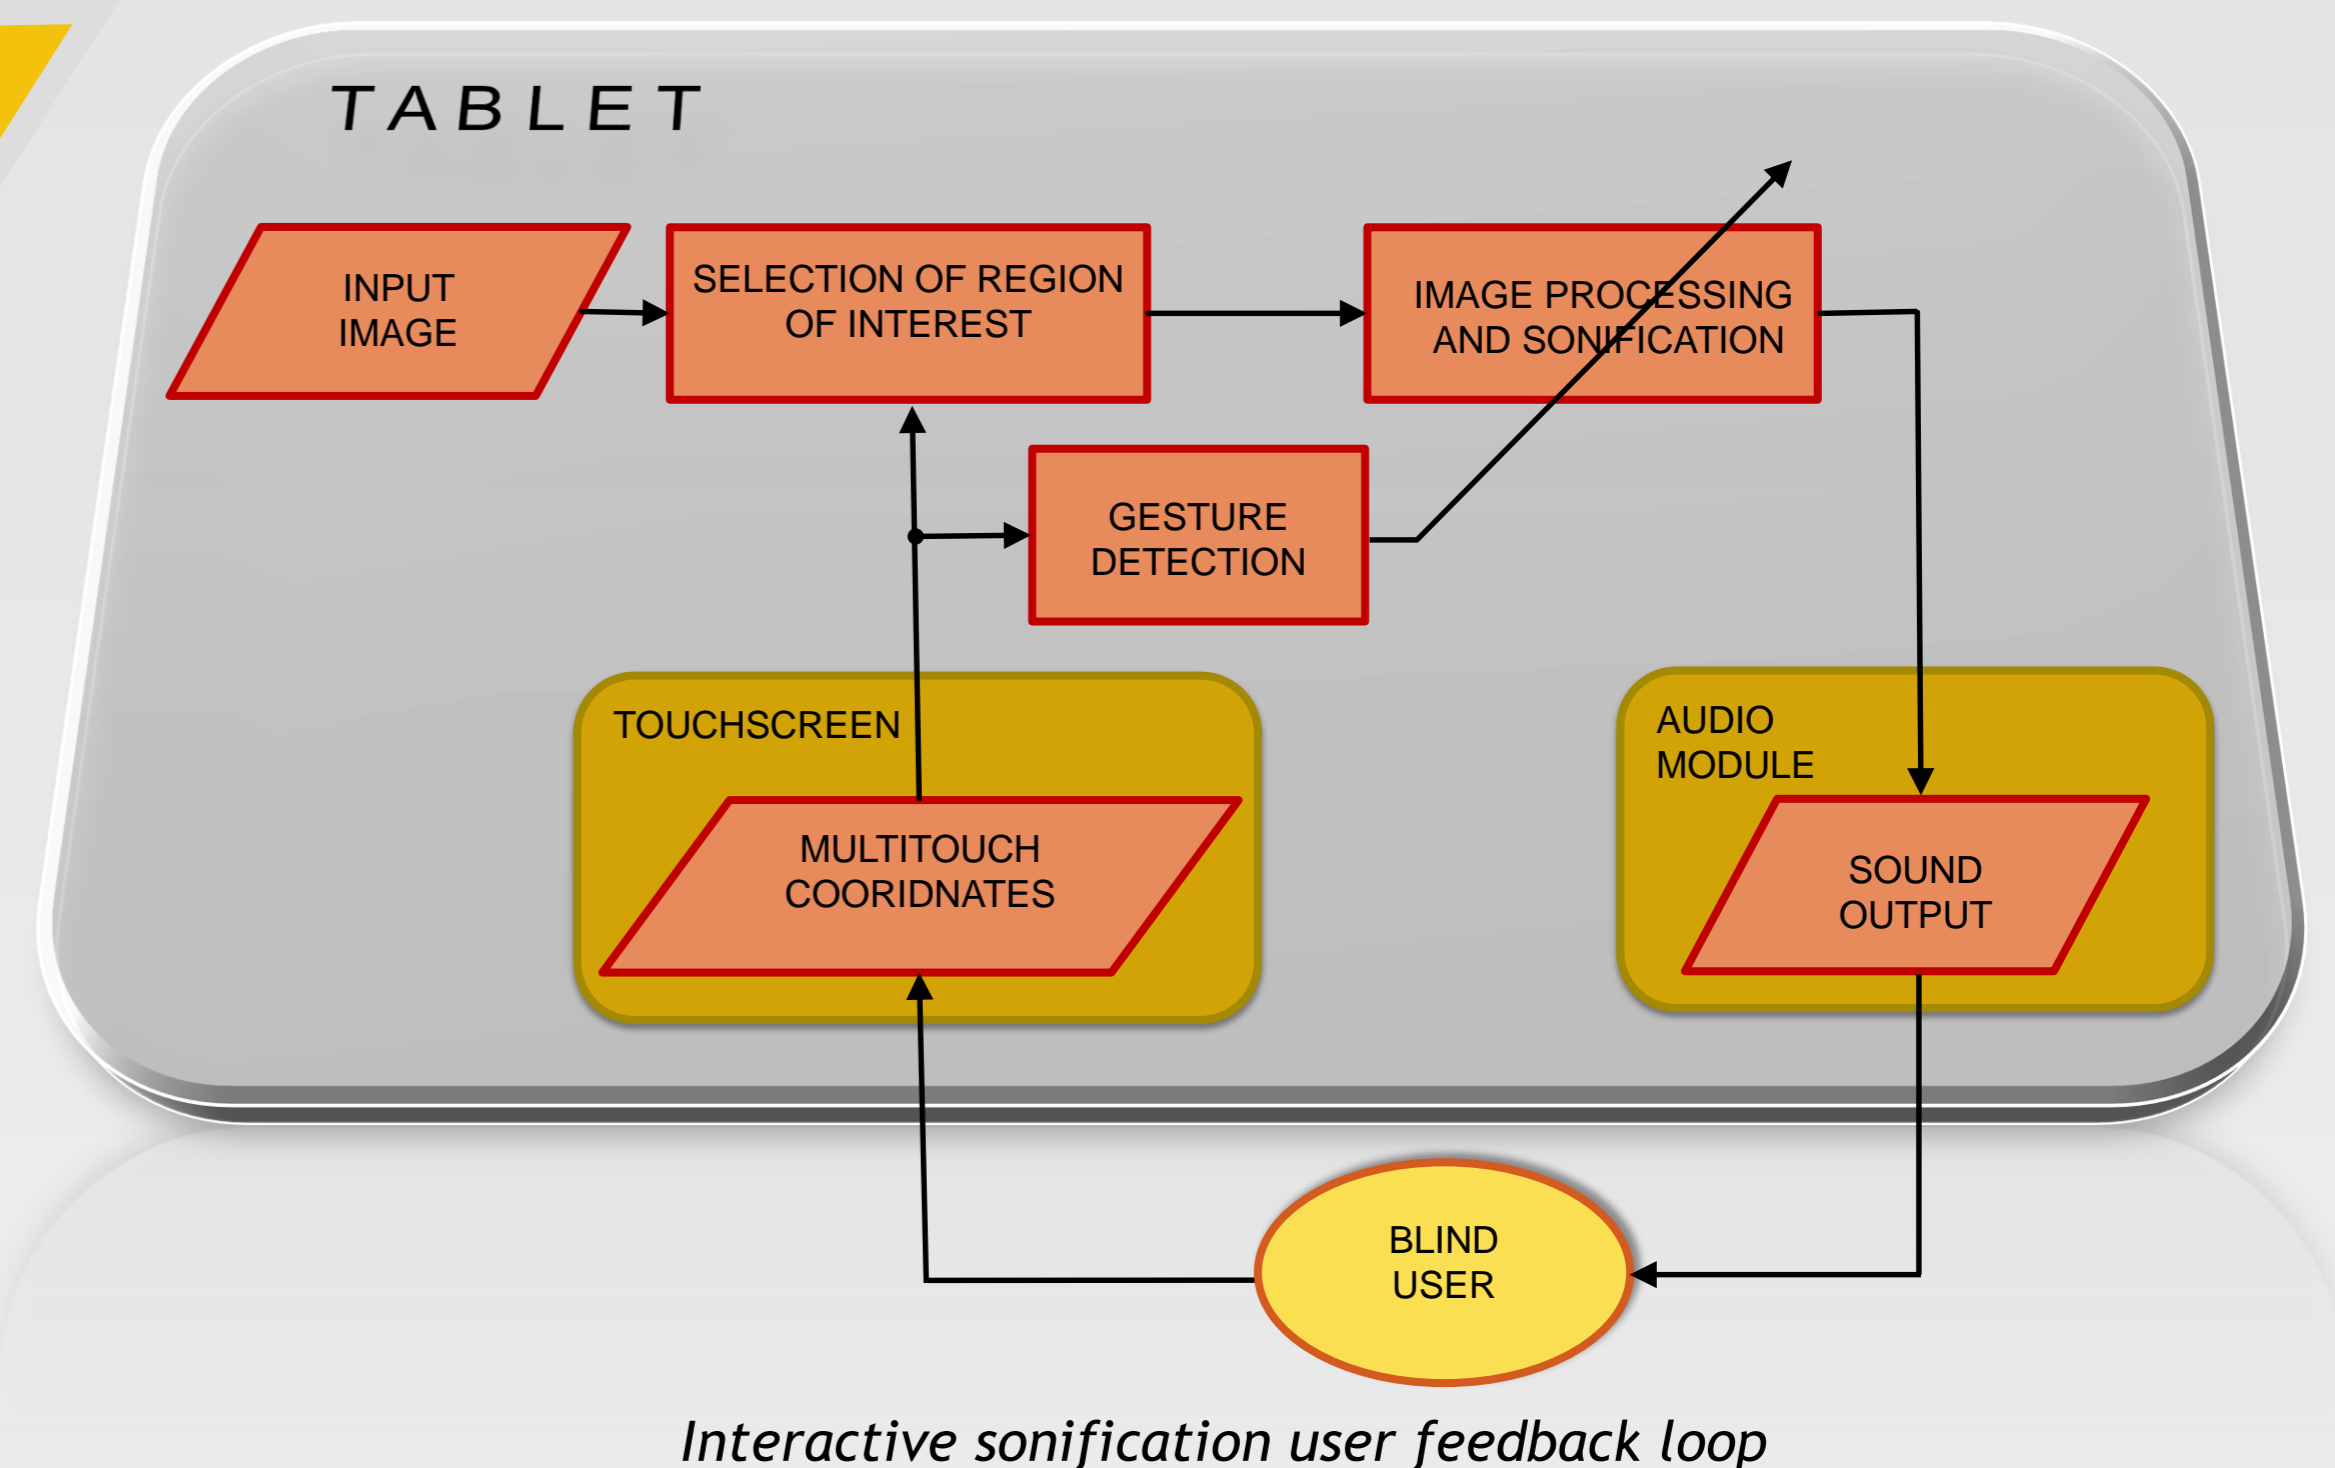 TABLET
INPUT
IMAGE
SELECTION OF REGION
OF INTEREST
IMAGE PROCESSING
AND SONIFICATION
GESTURE
DETECTION
TOUCHSCREEN
MULTITOUCH
COORIDNATES
AUDIO
MODULE
SOUND
OUTPUT
BLIND
USER
Interactive sonification user feedback loop